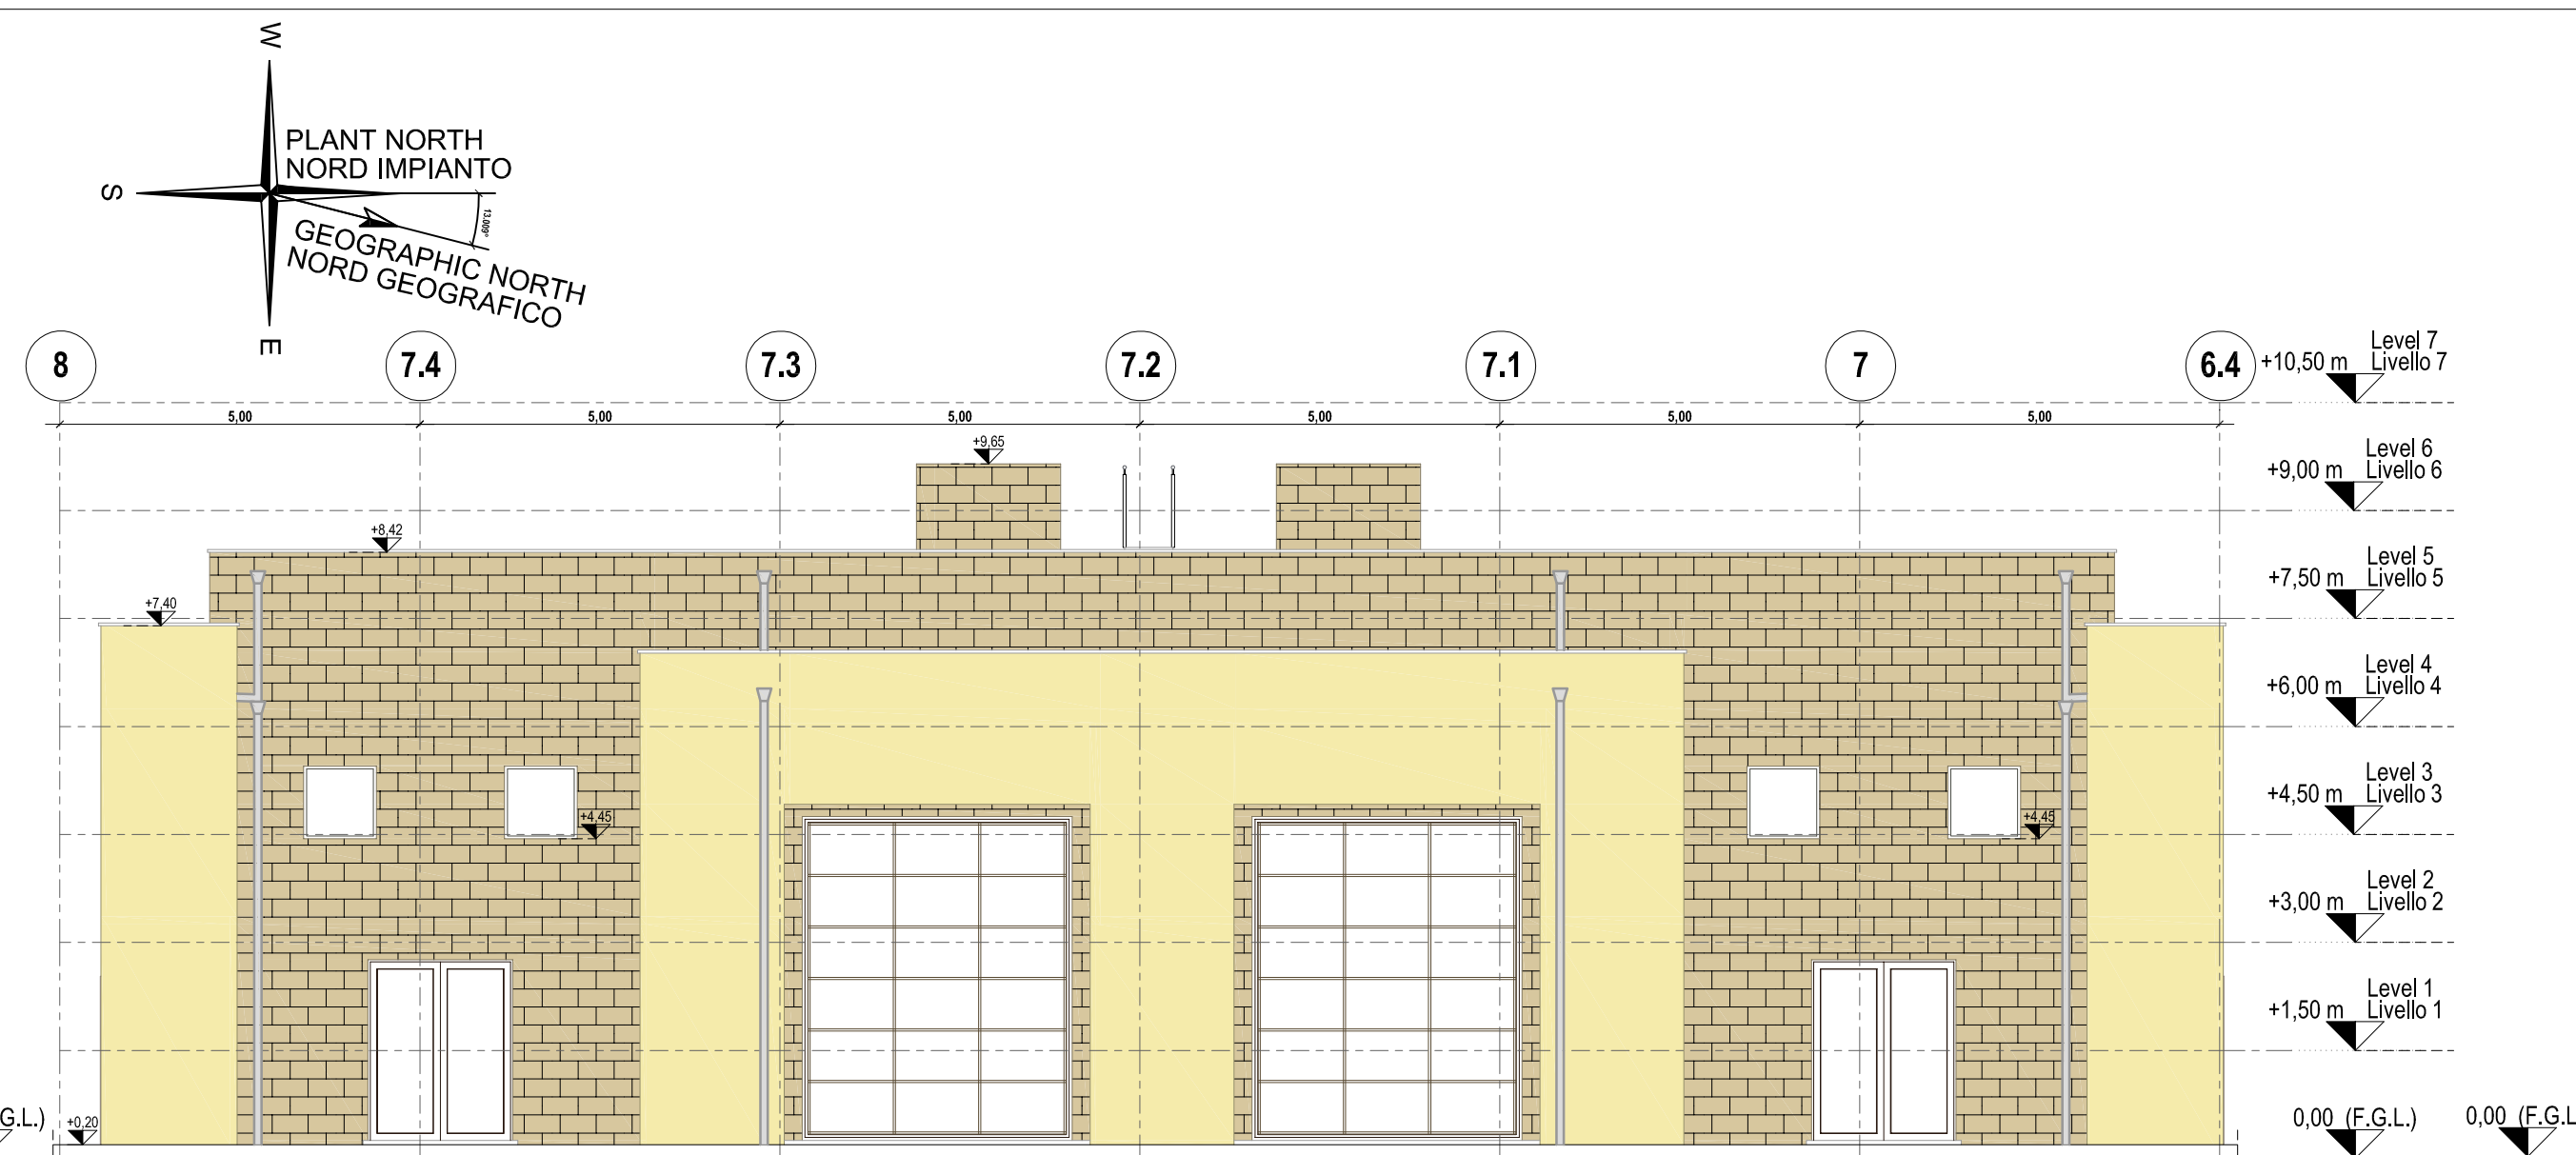 W
PLANT NORTH
NORD IMPIANTO
S
13.009°
GEOGRAPHIC NORTH
NORD GEOGRAFICO
E
8
7.4
7.3
7.2
7.1
7
6.4
5,00
5,00
5,00
5,00
5,00
5,00
Level 7
+10,50 m Livello 7
+9,65
Level 6
+9,00 m Livello 6
+8,42
Level 5
+7,50 m Livello 5
+7,40
Level 4
+6,00 m Livello 4
Level 3
+4,50 m Livello 3
+4,45
+4,45
Level 2
+3,00 m Livello 2
Level 1
+1,50 m Livello 1
G.L.)
+0,20
0,00 (F.G.L.)
0,00 (F.G.L